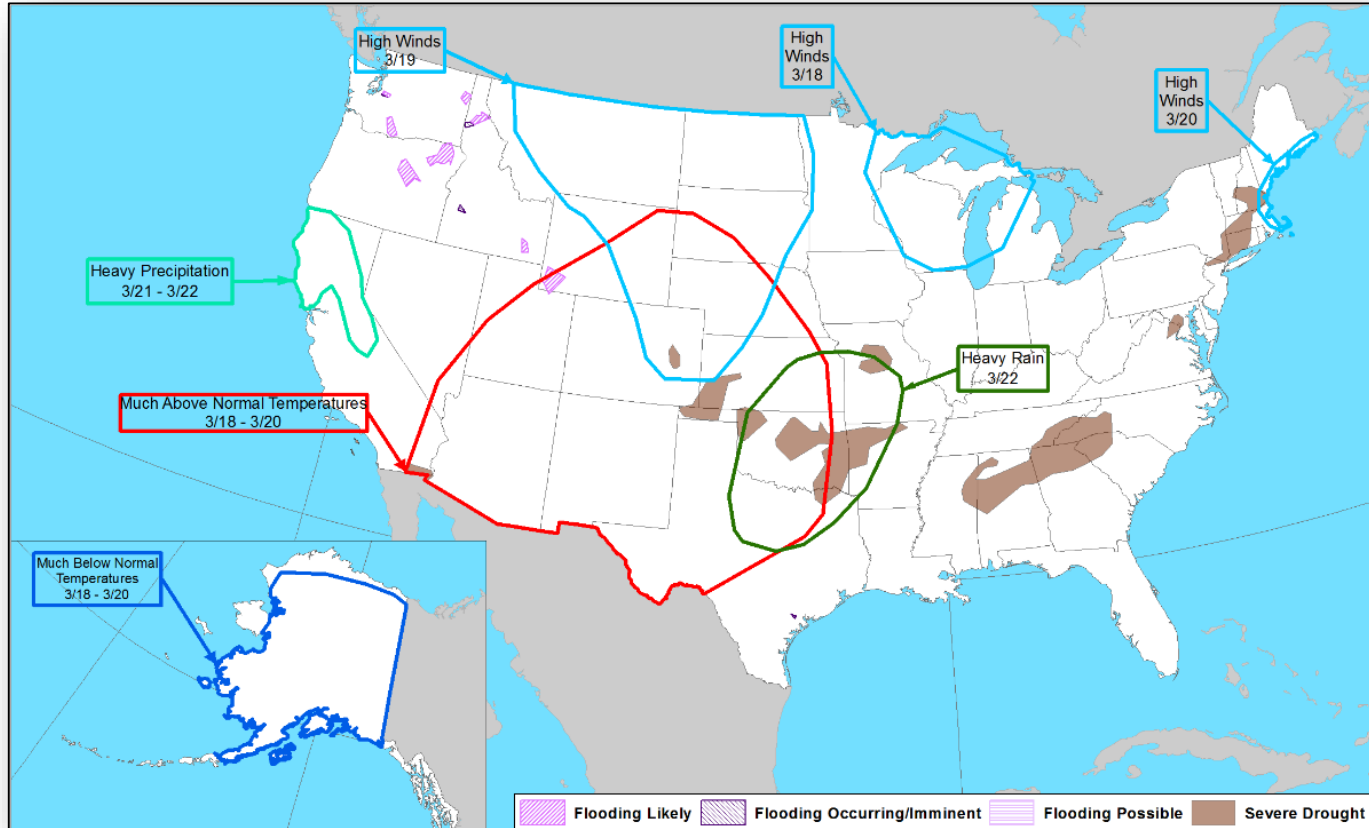 High Winds
3/19
High
Winds
3/18
High
Winds
3/20
Heavy Precipitation
3/21 - 3/22
Heavy Rain
3/22
Much Above Normal Temperatures
3/18 - 3/20
Much Below Normal
Temperatures
3/18 - 3/20
Flooding Likely
Flooding Occurring/Imminent
Flooding Possible
Severe Drought